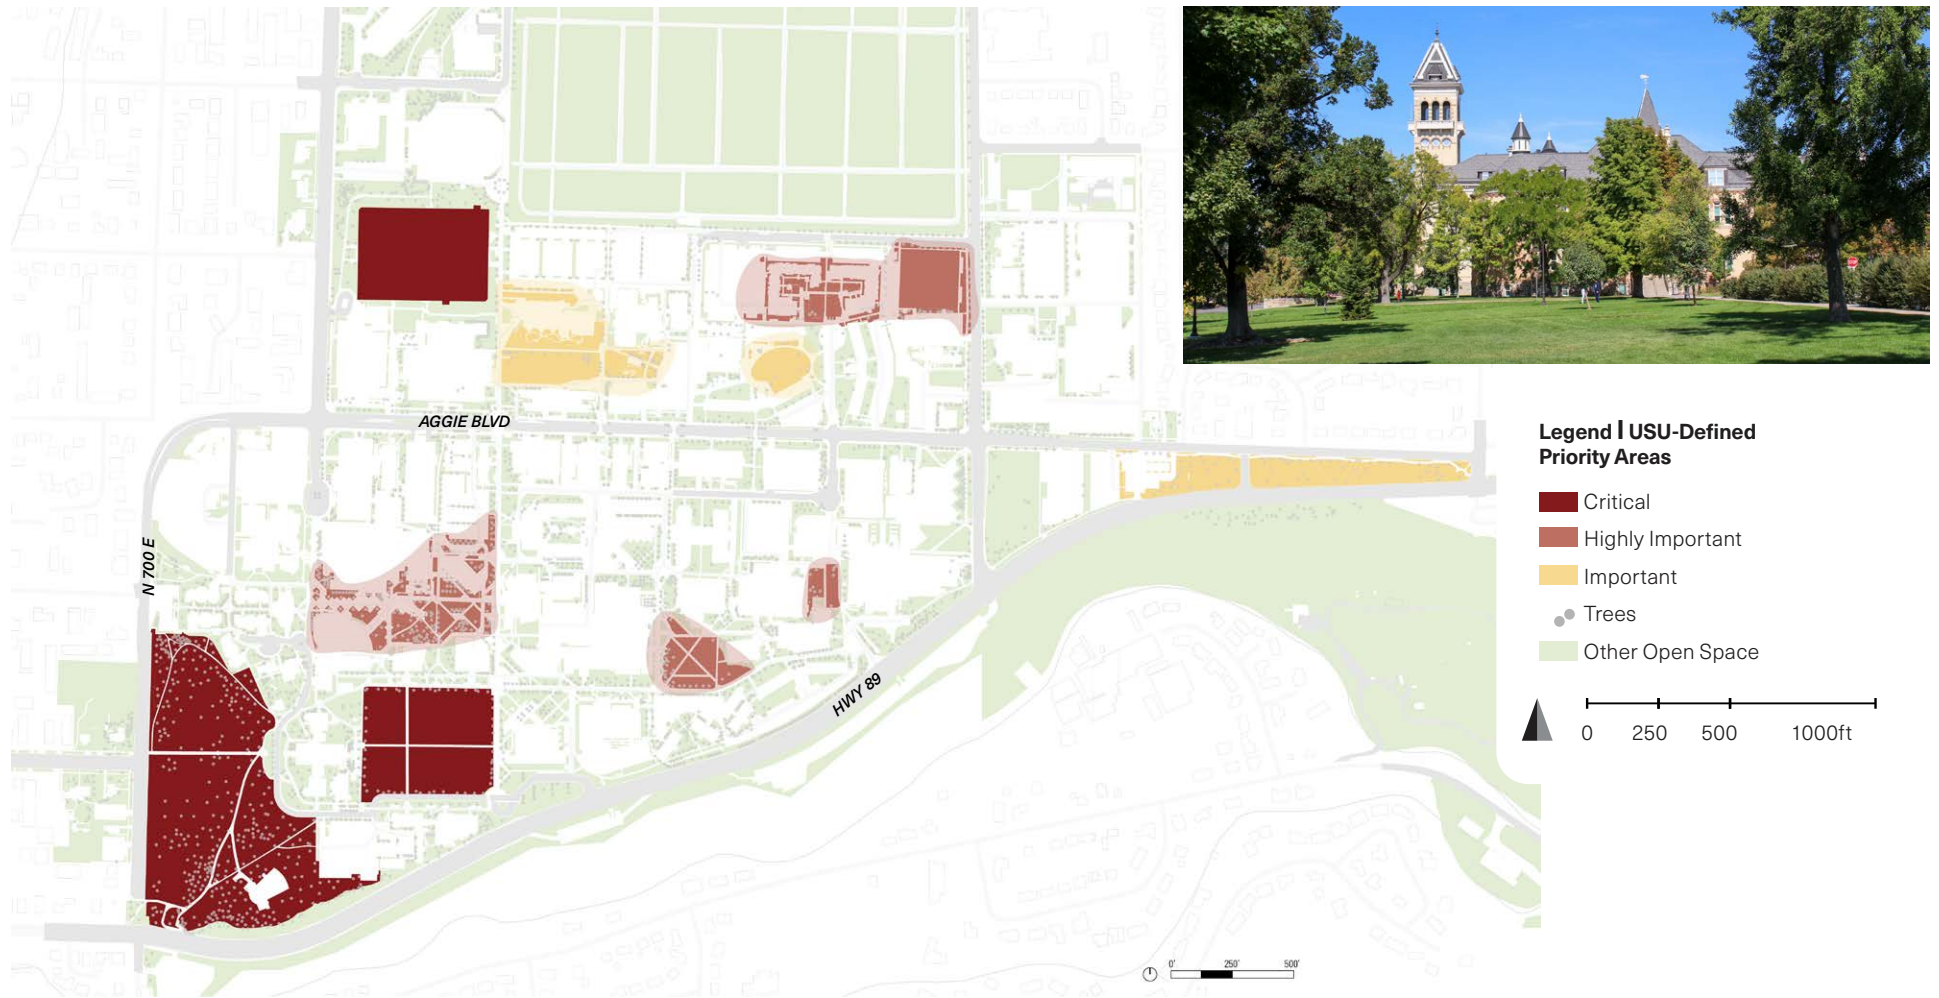 AGGIE BLVD
N 700 E
HWY 89
Legend | USU-Defined
Priority Areas
Critical
Highly Important
Important
Trees
Other Open Space
0 250 500 1000ft
0' 250' 500'